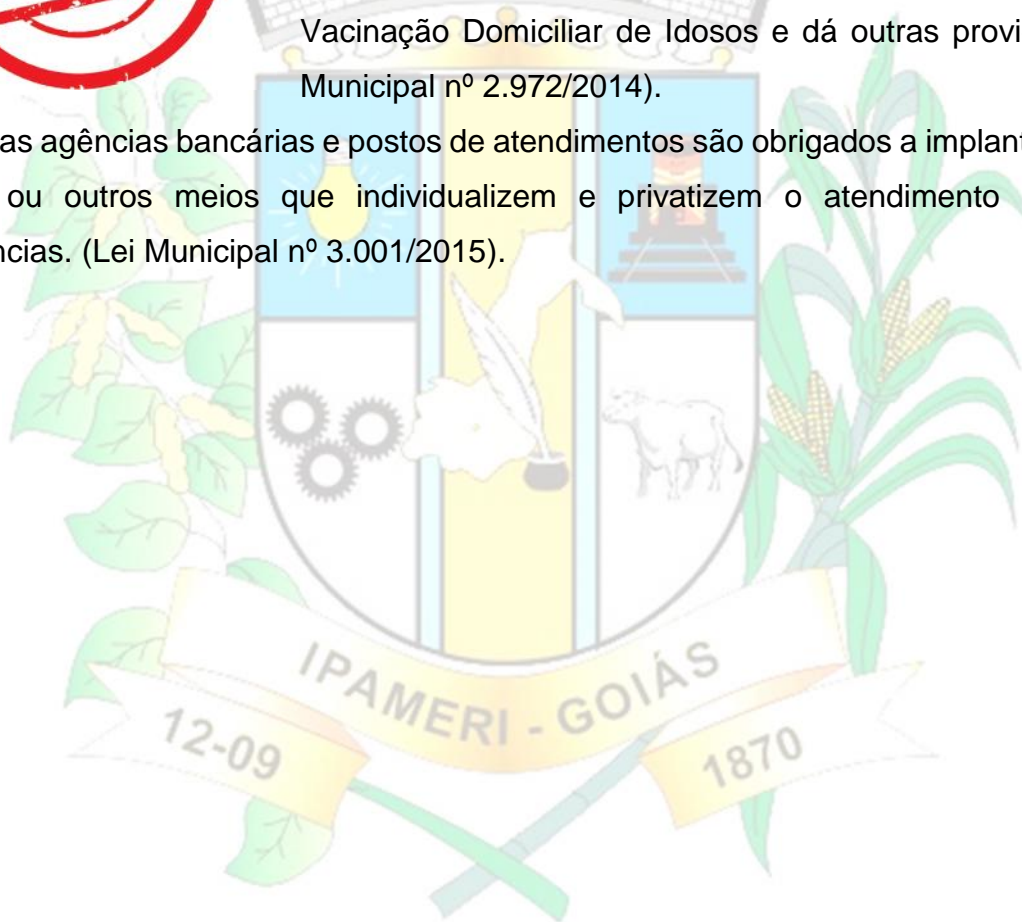 Vacinação Domiciliar de Idosos e dá outras provi
Municipal nº 2.972/2014).
as agências bancárias e postos de atendimentos são obrigados a implant
ou outros meios que individualizem e privatizem o atendimento
ncias. (Lei Municipal nº 3.001/2015).
IPAMERI - GOIÁS
12-09
1870